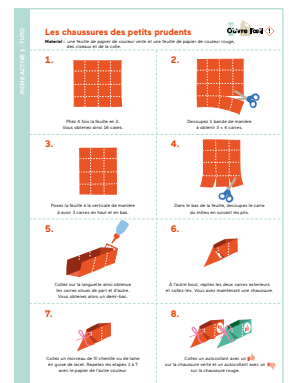 FICHE ACTIVE 1 - TUTO
Les chaussures des petits prudents
Ouvre l'œil !
Matériel : une feuille de papier de couleur verte et une feuille de papier de couleur rouge,
des ciseaux et de la colle.
1.
Pliez 4 fois la feuille en 2.
Vous obtenez ainsi 16 cases.
2.
Découpez 1 bande de manière
à obtenir 3 × 4 carrés.
3.
Posez la feuille à la verticale de manière
à avoir 3 carrés en haut et en bas.
4.
Dans le bas de la feuille, découpez le carré
du milieu en suivant les plis.
5.
Collez sur la languette ainsi obtenue
les carrés situés de part et d'autre.
Vous obtenez alors un demi-bac.
6.
À l'autre bout, repliez les deux carrés extérieurs
et collez-les. Vous avez maintenant une chaussure.
7.
Collez un morceau de fil chenille ou de laine
en guise de lacet. Répétez les étapes 1 à 7
avec le papier de l'autre couleur.
8.
Collez un autocollant avec un
sur la chaussure verte et un autocollant avec un
sur la chaussure rouge.